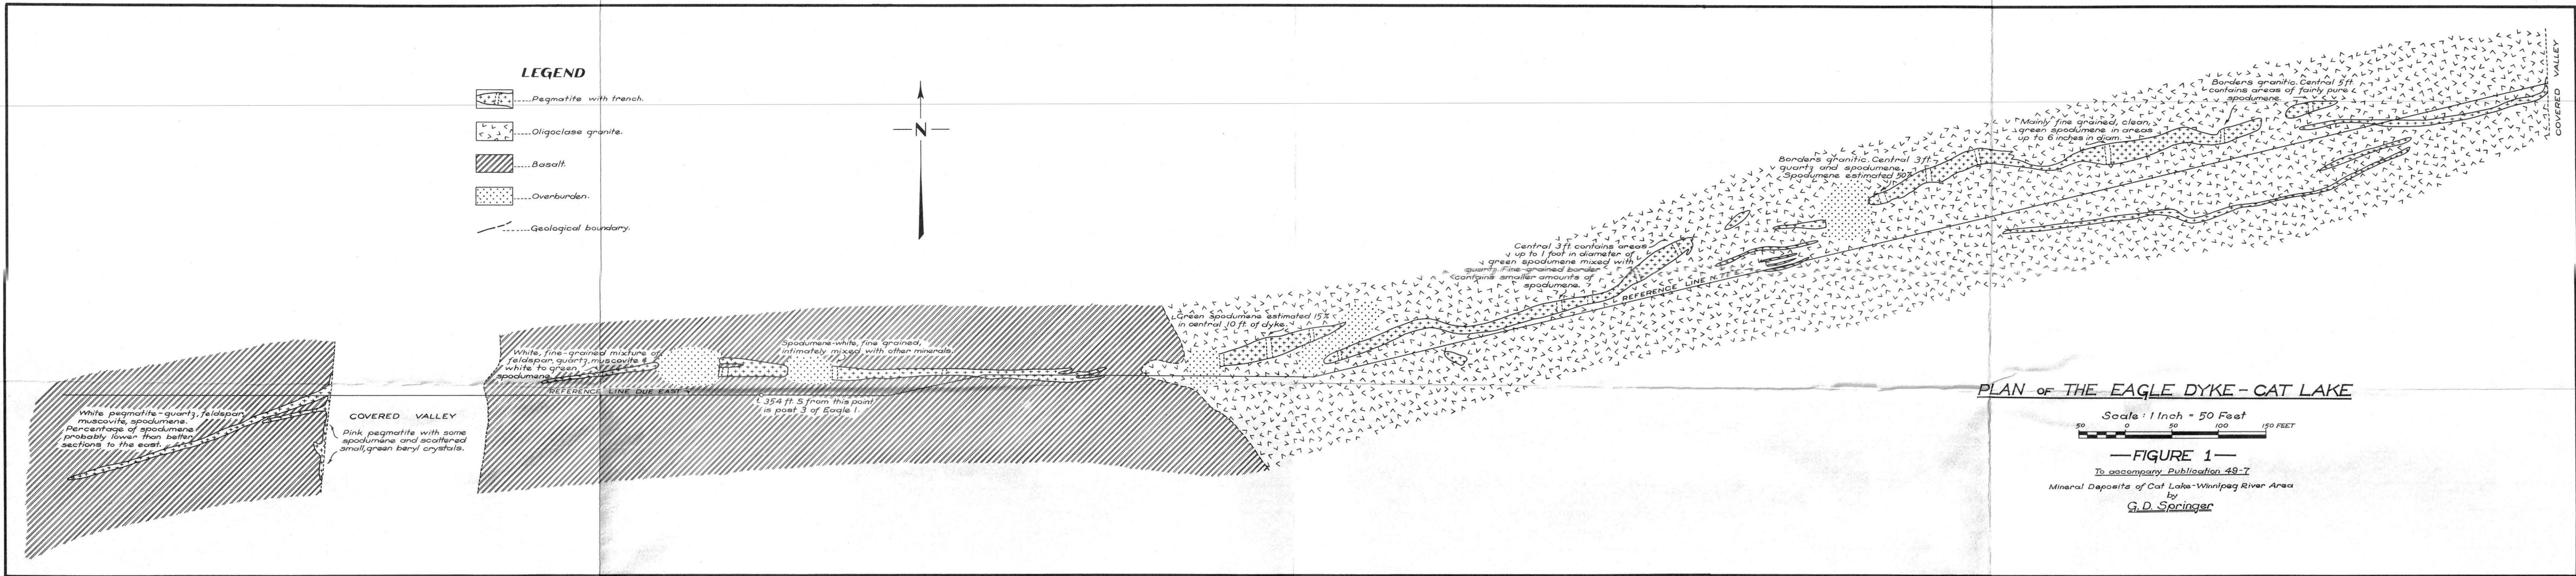 LEGEND
Pegmatite with trench.
Oligoclase granite.
Basalt.
Overburden.
Geological boundary.
N
White pegmatite-quartz, feldspar,
muscovite, spodumene.
Percentage of spodumene
probably lower than better
sections to the east.
COVERED VALLEY
Pink pegmatite with some
spodumene and scattered
small, green beryl crystals.
White, fine-grained mixture of
feldspar, quartz, muscovite &
white to green
spodumene.
REFERENCE LINE DUE EAST
Spodumene-white, fine grained,
intimately mixed with other minerals.
354 ft. S from this point
is post 3 of Eagle 1.
Green Spodumene estimated 15%
in central 10 ft. of dyke.
Central 3 ft contains areas
up to 1 foot in diameter of
green spodumene mixed with
quartz. Fine-grained border
contains smaller amounts of
spodumene.
REFERENCE LINE
Borders granitic. Central 3 ft.
quartz and spodumene.
Spodumene estimated 50%
Mainly fine grained, clean,
green spodumene in areas
up to 6 inches in diam.
Borders granitic. Central 5 ft.
contains areas of fairly pure
spodumene.
COVERED VALLEY
PLAN OF THE EAGLE DYKE - CAT LAKE
Scale: 1 Inch = 50 Feet
50 0 50 100 150 FEET
—FIGURE 1—
To accompany Publication 49-7
Mineral Deposits of Cat Lake-Winnipeg River Area
by
G. D. Springer